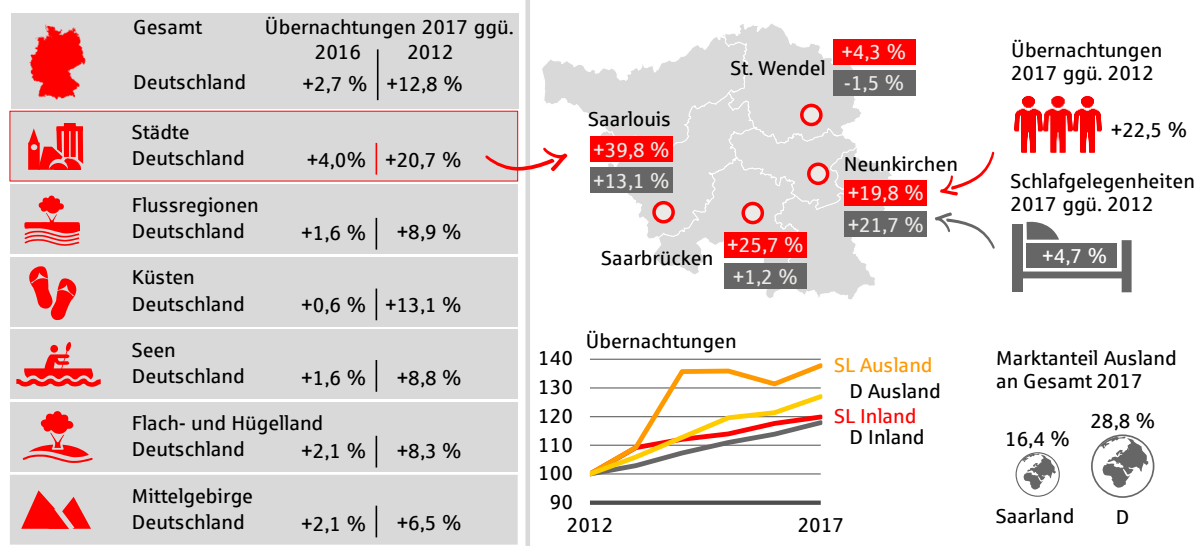 Gesamt
Übernachtungen 2017 ggü.
2016 2012
Deutschland +2,7 % +12,8 %
Städte
Deutschland +4,0% +20,7 %
Flussregionen
Deutschland +1,6 % +8,9 %
Küsten
Deutschland +0,6 % +13,1 %
Seen
Deutschland +1,6 % +8,8 %
Flach- und Hügelland
Deutschland +2,1 % +8,3 %
Mittelgebirge
Deutschland +2,1 % +6,5 %
St. Wendel
+4,3 %
-1,5 %
Saarlouis
+39,8 %
+13,1 %
Neunkirchen
+19,8 %
+21,7 %
Saarbrücken
+25,7 %
+1,2 %
Übernachtungen
2017 ggü. 2012
+22,5 %
Schlafgelegenheiten
2017 ggü. 2012
+4,7 %
Übernachtungen
140
130
120
110
100
90
2012 2017
SL Ausland
D Ausland
SL Inland
D Inland
Marktanteil Ausland
an Gesamt 2017
16,4 %
28,8 %
Saarland D